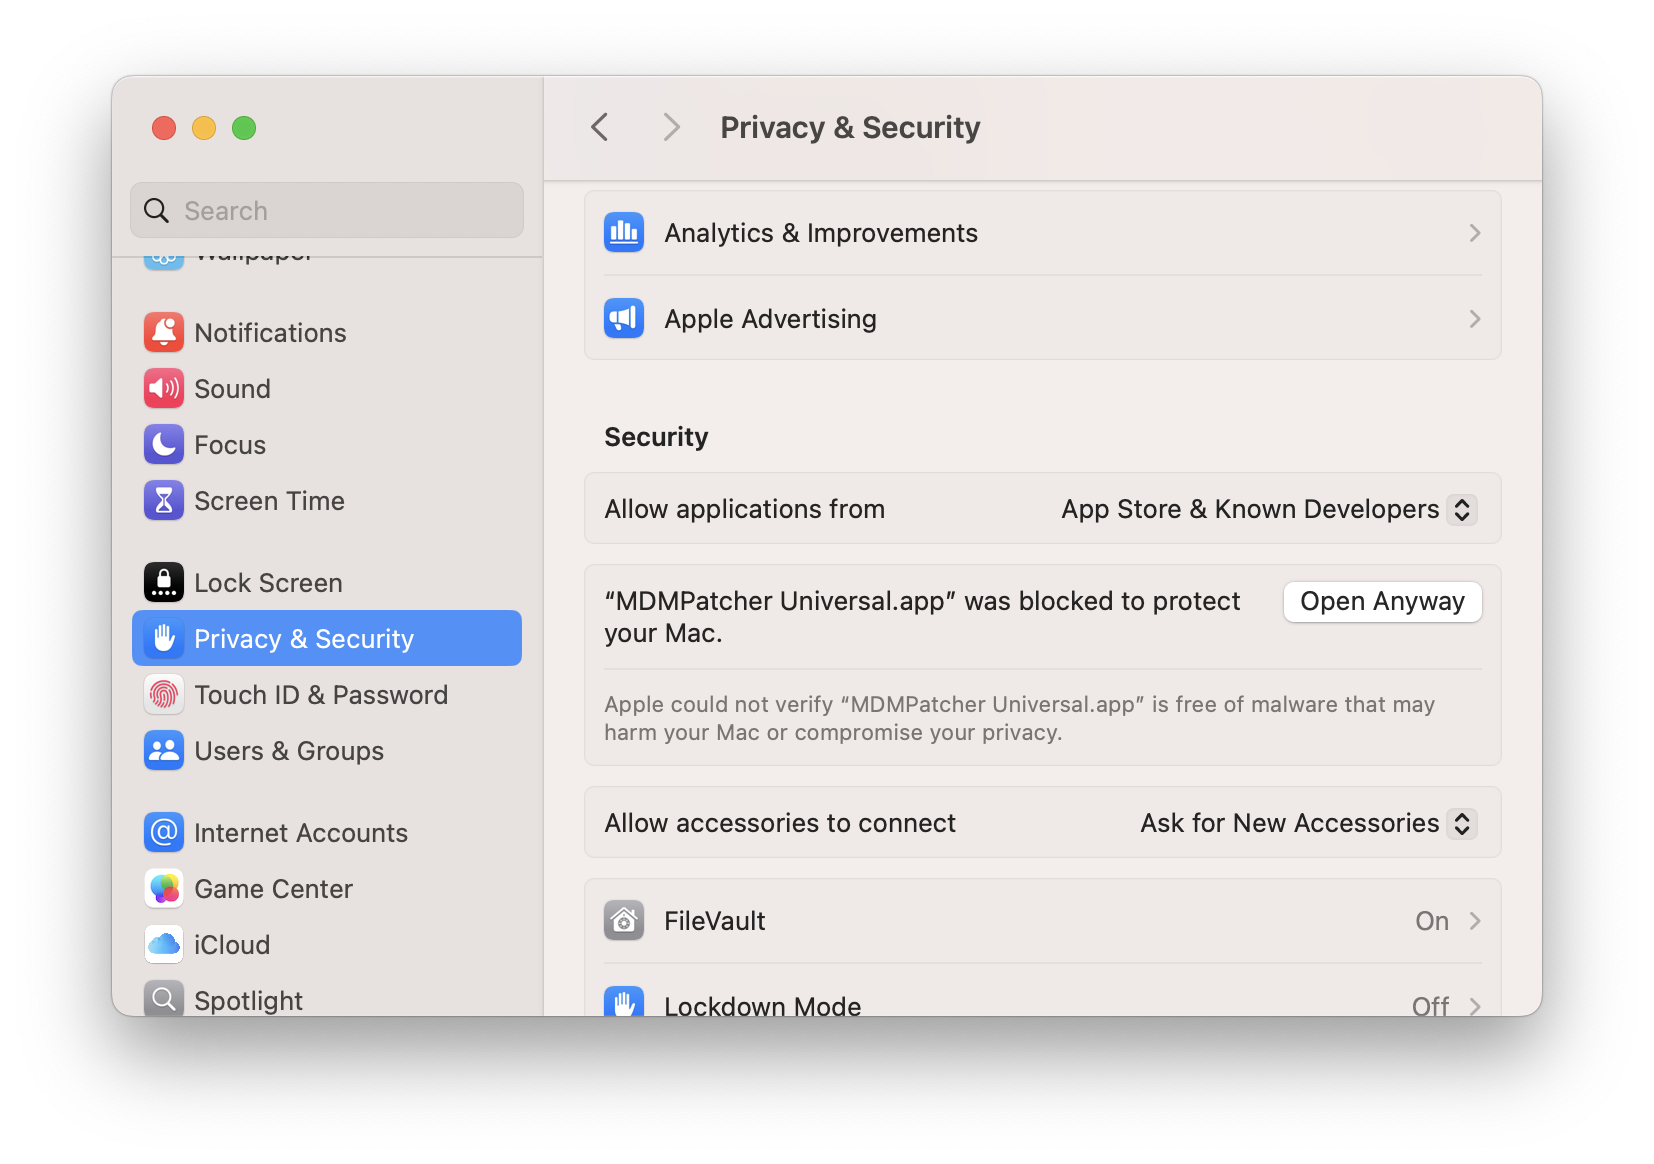 Privacy & Security
Search
Wallpaper
Notifications
Sound
Focus
Screen Time
Lock Screen
Privacy & Security
Touch ID & Password
Users & Groups
Internet Accounts
Game Center
iCloud
Spotlight
Analytics & Improvements
Apple Advertising
Security
Allow applications from App Store & Known Developers
“MDMPatcher Universal.app” was blocked to protect
your Mac.
Open Anyway
Apple could not verify “MDMPatcher Universal.app” is free of malware that may
harm your Mac or compromise your privacy.
Allow accessories to connect Ask for New Accessories
FileVault On
Lockdown Mode Off